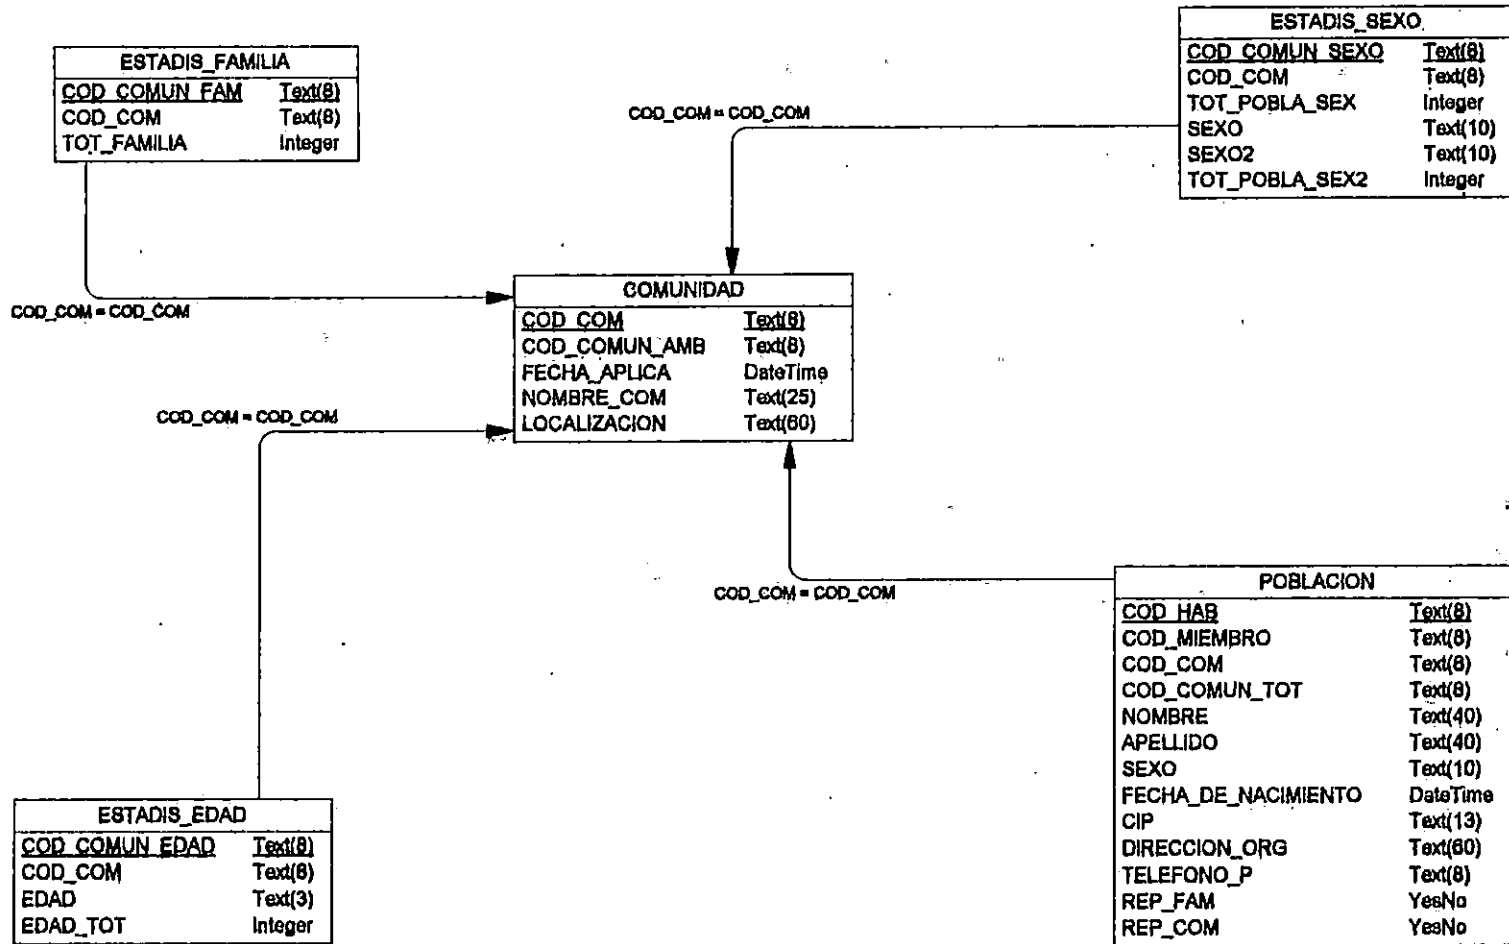 ESTADIS_SEXO
COD_COMUN_SEXO Text(8)
COD_COM Text(8)
TOT_POBLA_SEX Integer
SEXO Text(10)
SEXO2 Text(10)
TOT_POBLA_SEX2 Integer
ESTADIS_FAMILIA
COD_COMUN_FAM Text(8)
COD_COM Text(8)
TOT_FAMILIA Integer
COD_COM = COD_COM
COD_COM = COD_COM
COMUNIDAD
COD_COM Text(8)
COD_COMUN_AMB Text(8)
FECHA_APLICA DateTime
NOMBRE_COM Text(25)
LOCALIZACION Text(60)
COD_COM = COD_COM
COD_COM = COD_COM
POBLACION
COD_HAB Text(8)
COD_MIEMBRO Text(8)
COD_COM Text(8)
COD_COMUN_TOT Text(8)
NOMBRE Text(40)
APELLIDO Text(40)
SEXO Text(10)
FECHA_DE_NACIMIENTO DateTime
CIP Text(13)
DIRECCION_ORG Text(60)
TELEFONO_P Text(8)
REP_FAM YesNo
REP_COM YesNo
ESTADIS_EDAD
COD_COMUN_EDAD Text(8)
COD_COM Text(8)
EDAD Text(3)
EDAD_TOT Integer